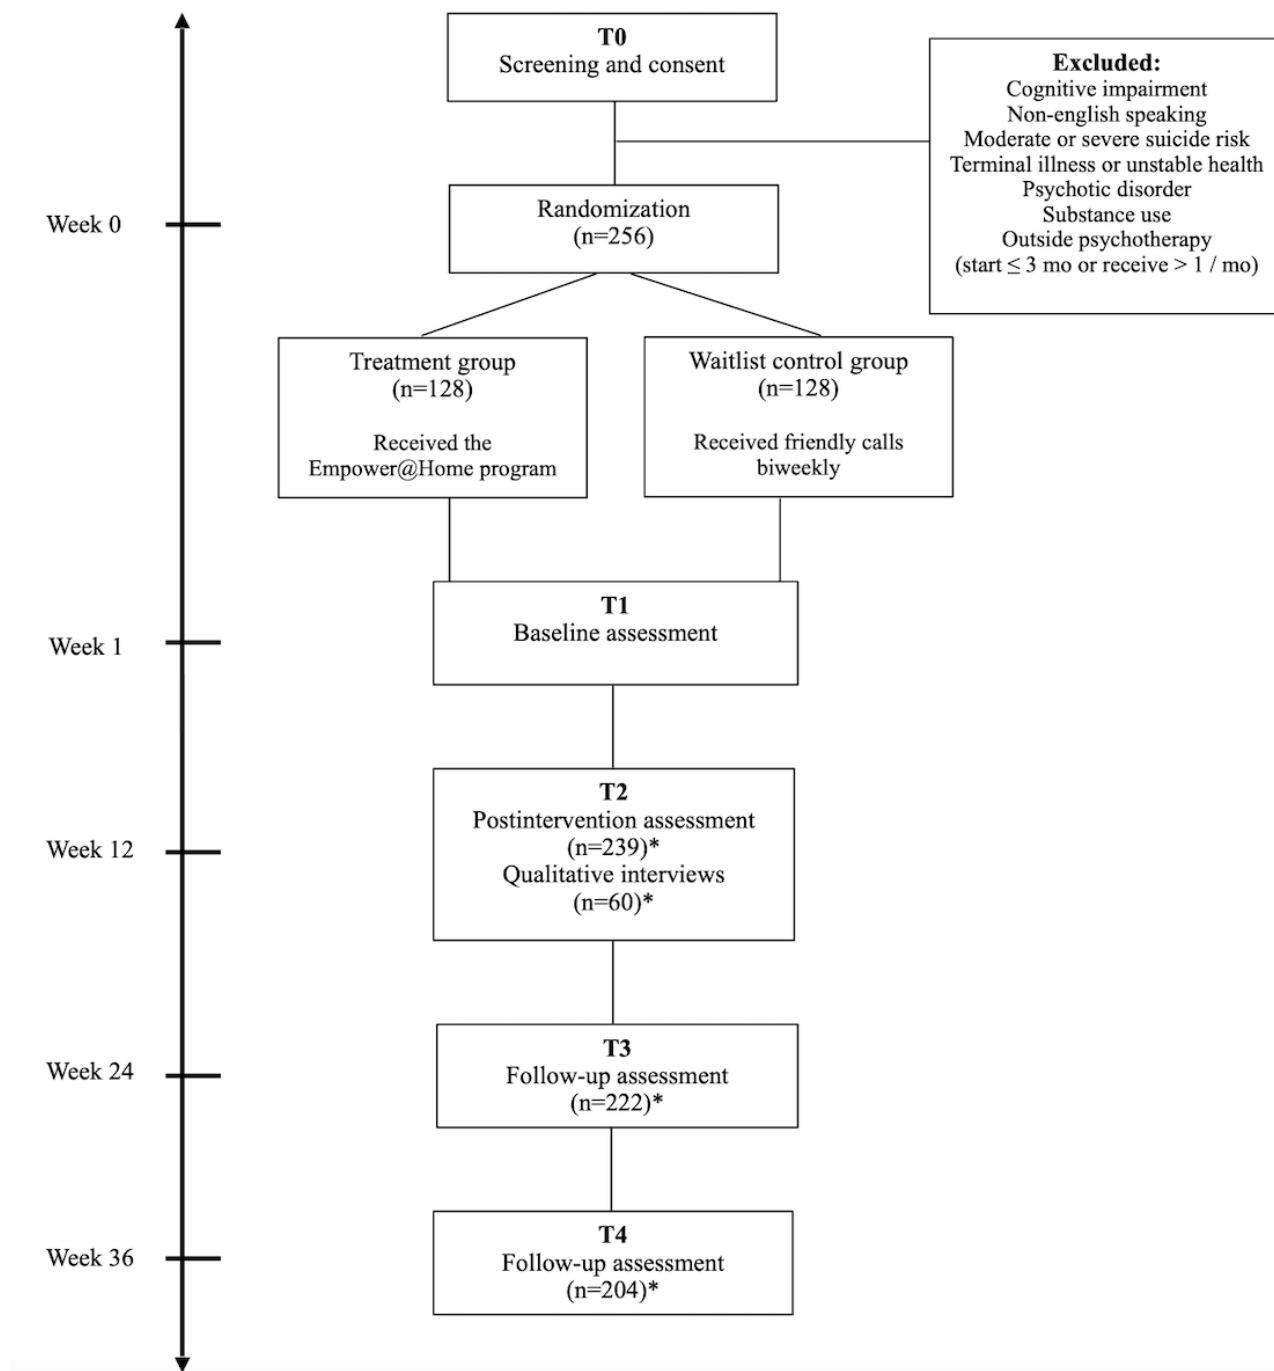 T0
Screening and consent
Excluded:
Cognitive impairment
Non-english speaking
Moderate or severe suicide risk
Terminal illness or unstable health
Psychotic disorder
Substance use
Outside psychotherapy
(start ≤ 3 mo or receive > 1 / mo)
Week 0
Randomization
(n=256)
Treatment group
(n=128)
Received the
Empower@Home program
Waitlist control group
(n=128)
Received friendly calls
biweekly
Week 1
T1
Baseline assessment
Week 12
T2
Postintervention assessment
(n=239)*
Qualitative interviews
(n=60)*
Week 24
T3
Follow-up assessment
(n=222)*
Week 36
T4
Follow-up assessment
(n=204)*